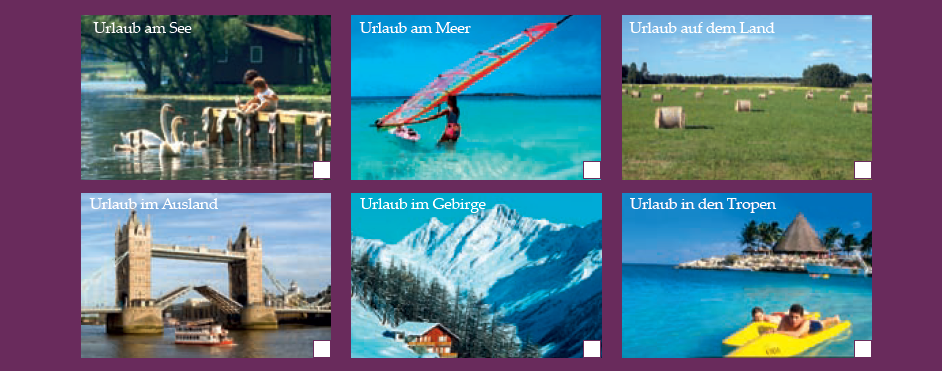 Urlaub am See
Urlaub am Meer
Urlaub auf dem Land
Urlaub im Ausland
Urlaub im Gebirge
Urlaub in den Tropen